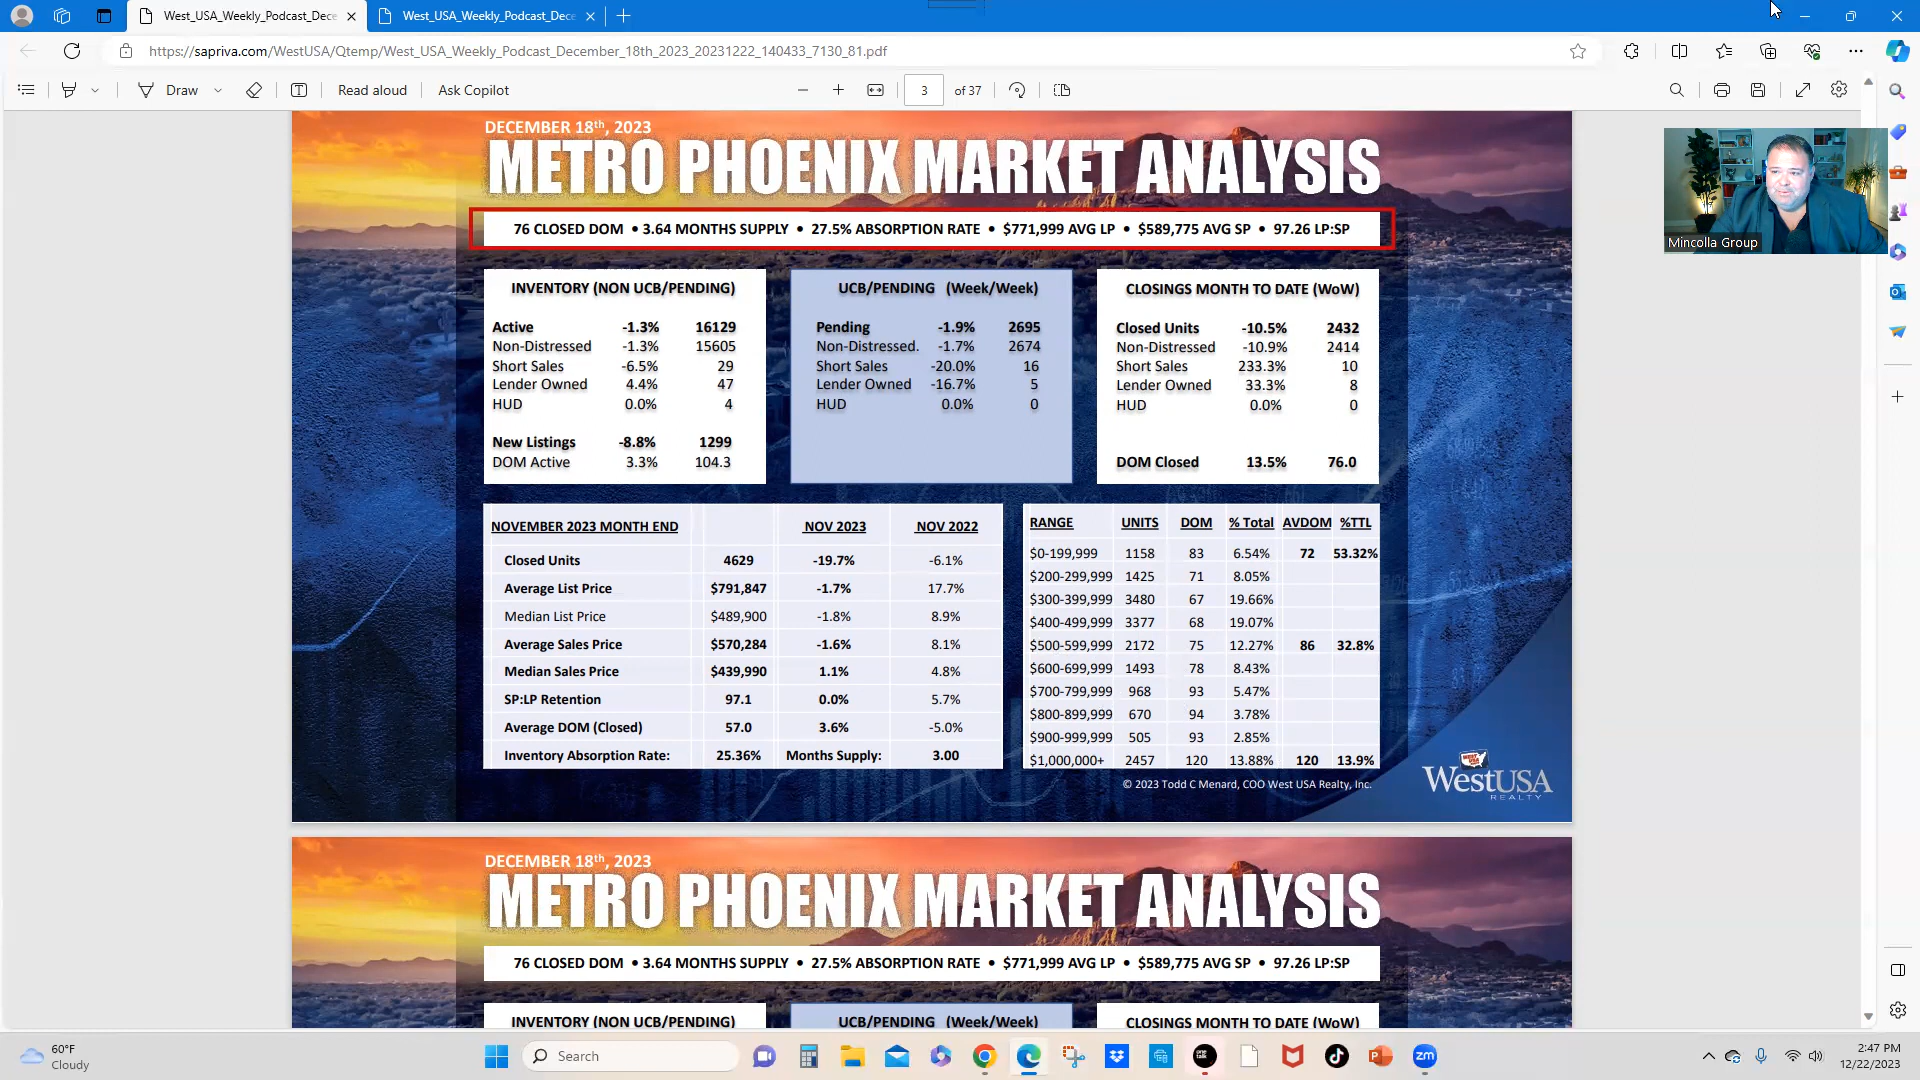 West_USA_Weekly_Podcast_Dece
West_USA_Weekly_Podcast_Dece
https://sapriva.com/WestUSA/Qtemp/West_USA_Weekly_Podcast_December_18th_2023_20231222_140433_7130_81.pdf
Draw
Read aloud
Ask Copilot
3 of 37
DECEMBER 18th, 2023
METRO PHOENIX MARKET ANALYSIS
76 CLOSED DOM • 3.64 MONTHS SUPPLY • 27.5% ABSORPTION RATE • $771,999 AVG LP • $589,775 AVG SP • 97.26 LP:SP
Mincolla Group
INVENTORY (NON UCB/PENDING)
Active -1.3% 16129
Non-Distressed -1.3% 15605
Short Sales -6.5% 29
Lender Owned 4.4% 47
HUD 0.0% 4
New Listings -8.8% 1299
DOM Active 3.3% 104.3
UCB/PENDING (Week/Week)
Pending -1.9% 2695
Non-Distressed. -1.7% 2674
Short Sales -20.0% 16
Lender Owned -16.7% 5
HUD 0.0% 0
CLOSINGS MONTH TO DATE (WoW)
Closed Units -10.5% 2432
Non-Distressed -10.9% 2414
Short Sales 233.3% 10
Lender Owned 33.3% 8
HUD 0.0% 0
DOM Closed 13.5% 76.0
NOVEMBER 2023 MONTH END NOV 2023 NOV 2022
Closed Units 4629 -19.7% -6.1%
Average List Price $791,847 -1.7% 17.7%
Median List Price $489,900 -1.8% 8.9%
Average Sales Price $570,284 -1.6% 8.1%
Median Sales Price $439,990 1.1% 4.8%
SP:LP Retention 97.1 0.0% 5.7%
Average DOM (Closed) 57.0 3.6% -5.0%
Inventory Absorption Rate: 25.36% Months Supply: 3.00
RANGE UNITS DOM % Total AVDOM %TTL
$0-199,999 1158 83 6.54% 72 53.32%
$200-299,999 1425 71 8.05%
$300-399,999 3480 67 19.66%
$400-499,999 3377 68 19.07%
$500-599,999 2172 75 12.27% 86 32.8%
$600-699,999 1493 78 8.43%
$700-799,999 968 93 5.47%
$800-899,999 670 94 3.78%
$900-999,999 505 93 2.85%
$1,000,000+ 2457 120 13.88% 120 13.9%
© 2023 Todd C Menard, COO West USA Realty, Inc.
WestUSA
REALTY
DECEMBER 18th, 2023
METRO PHOENIX MARKET ANALYSIS
76 CLOSED DOM • 3.64 MONTHS SUPPLY • 27.5% ABSORPTION RATE • $771,999 AVG LP • $589,775 AVG SP • 97.26 LP:SP
INVENTORY (NON UCB/PENDING)
UCB/PENDING (Week/Week)
CLOSINGS MONTH TO DATE (WoW)
60°F
Cloudy
Search
zm
2:47 PM
12/22/2023